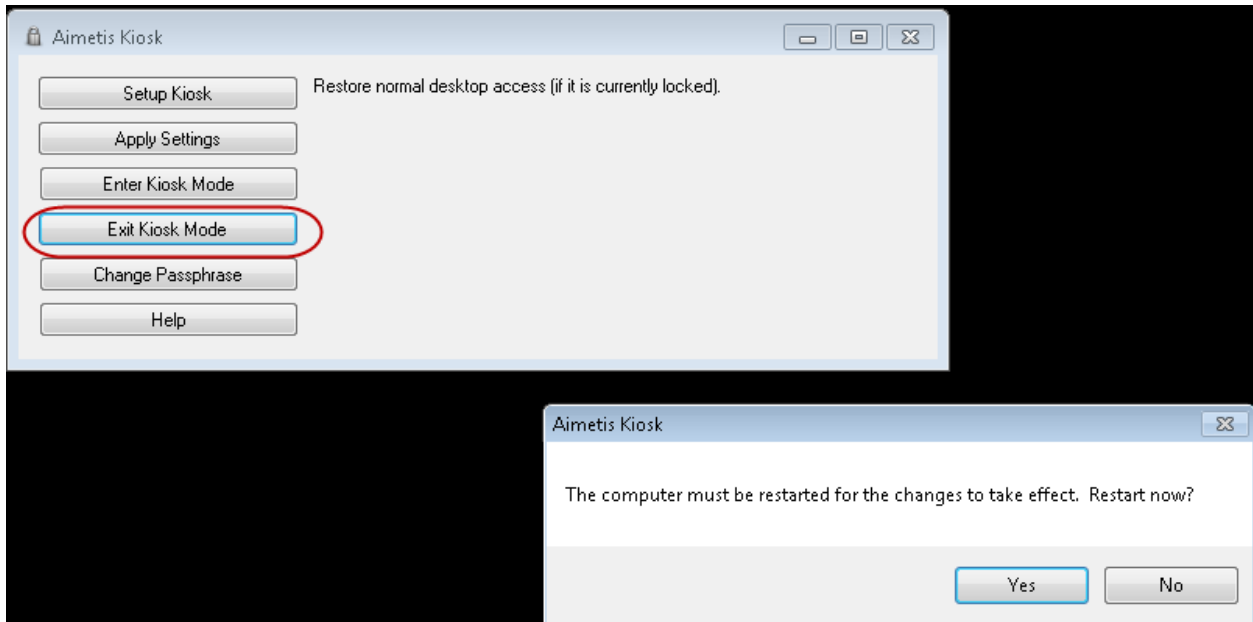 Aimetis Kiosk
Setup Kiosk
Restore normal desktop access (if it is currently locked).
Apply Settings
Enter Kiosk Mode
Exit Kiosk Mode
Change Passphrase
Help
Aimetis Kiosk
The computer must be restarted for the changes to take effect.  Restart now?
Yes
No